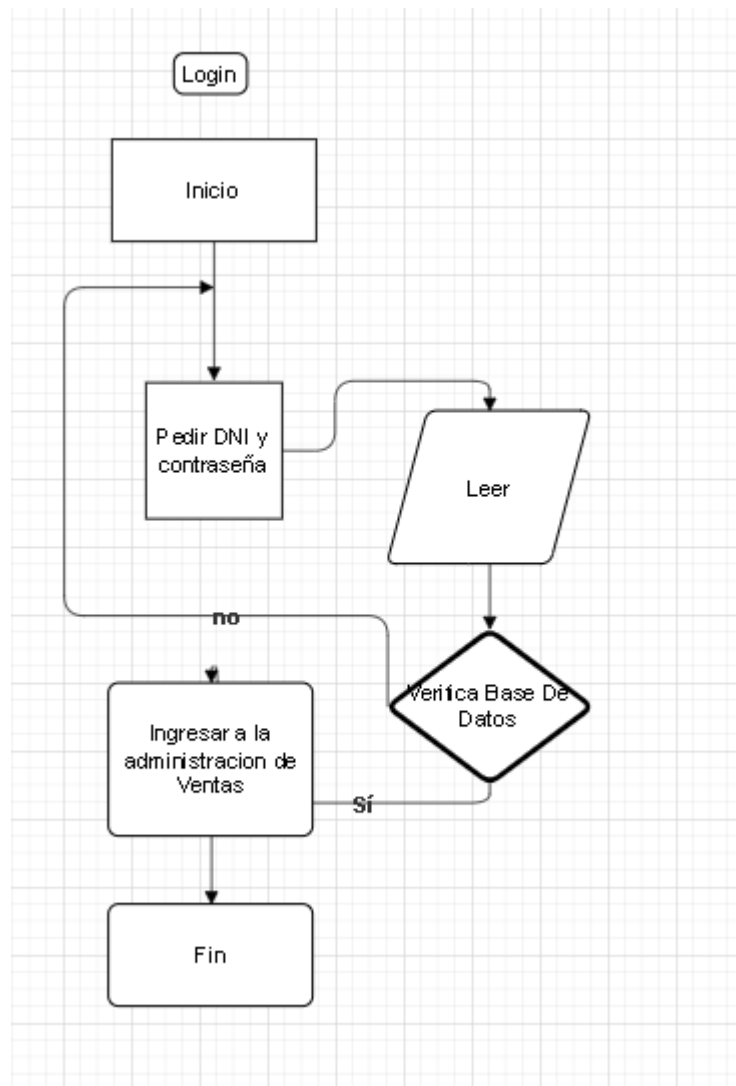 Login
Inicio
Pedir DNI y
contraseña
Leer
no
Verifica Base De
Datos
Ingresar a la
administracion de
Ventas
Sí
Fin